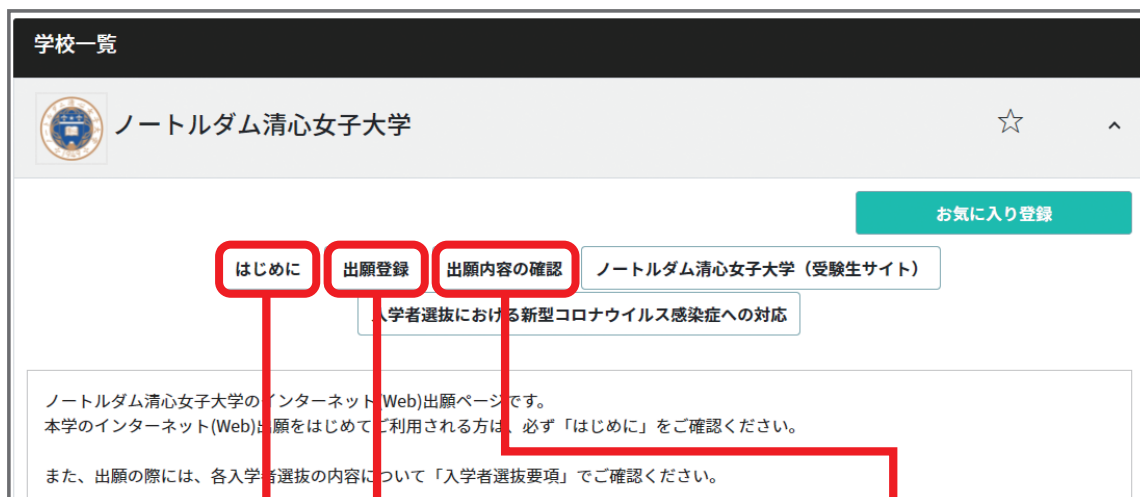 学校一覧
ノートルダム清心女子大学
お気に入り登録
はじめに 出願登録 出願内容の確認 ノートルダム清心女子大学（受験生サイト）
入学者選抜における新型コロナウイルス感染症への対応
ノートルダム清心女子大学のインターネット(Web)出願ページです。
本学のインターネット(Web)出願をはじめてご利用される方は、必ず「はじめに」をご確認ください。
また、出願の際には、各入学者選抜の内容について「入学者選抜要項」でご確認ください。